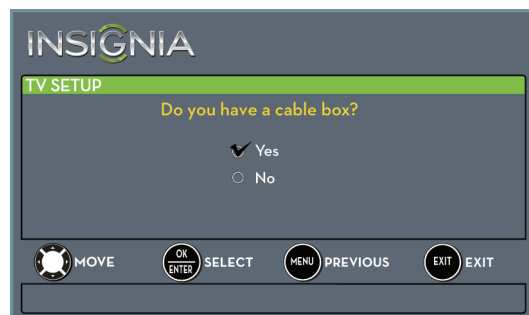 INSIGNIA
TV SETUP
Do you have a cable box?
Yes
No
MOVE OK ENTER SELECT MENU PREVIOUS EXIT EXIT